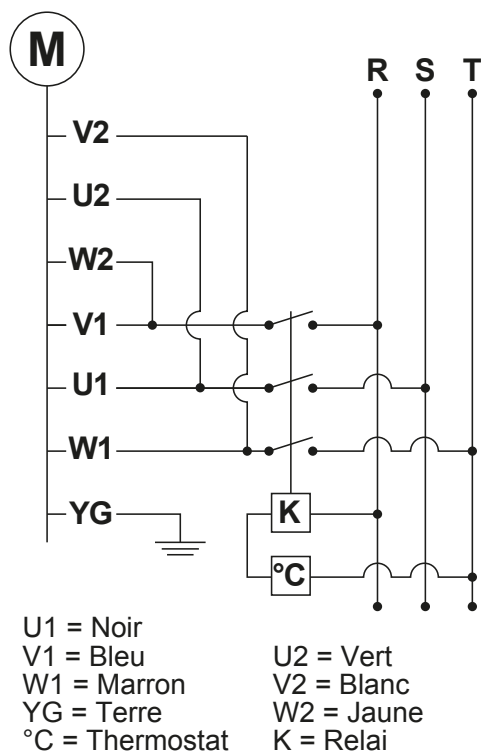 M
R S T
V2
U2
W2
V1
U1
W1
YG
K
°C
U1 = Noir
V1 = Bleu
W1 = Marron
YG = Terre
°C = Thermostat
U2 = Vert
V2 = Blanc
W2 = Jaune
K = Relai